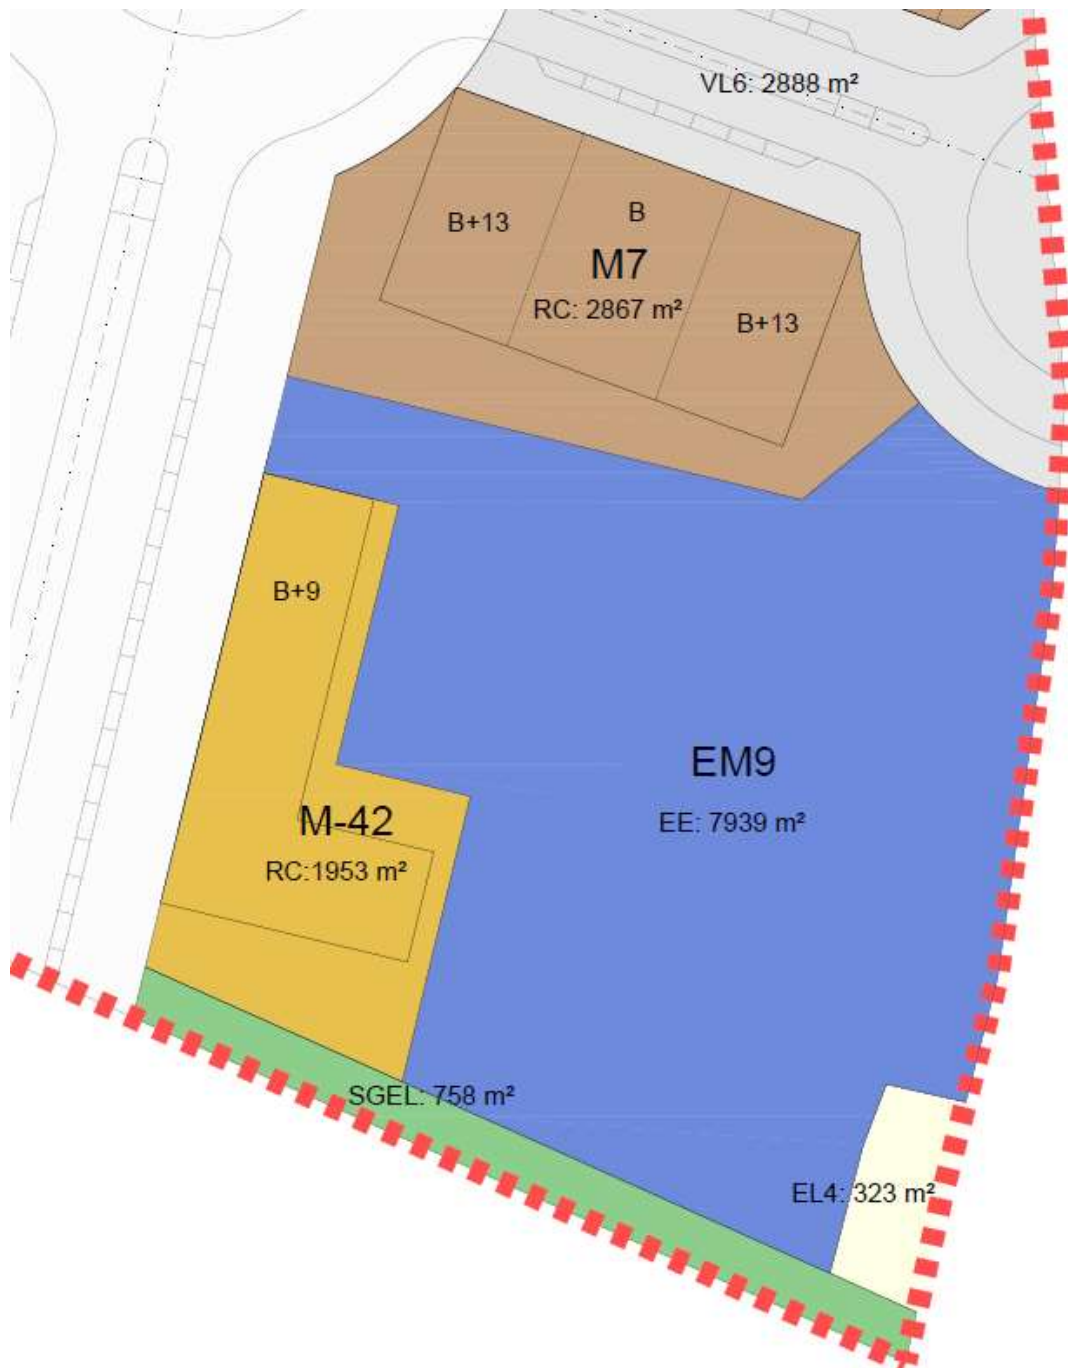 VL6: 2888 m²
B+13
B
M7
RC: 2867 m²
B+13
B+9
EM9
EE: 7939 m²
M-42
RC:1953 m²
SGEL: 758 m²
EL4: 323 m²